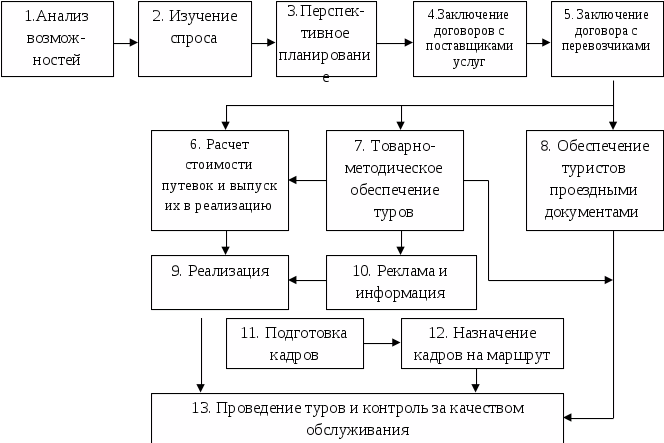 1.Анализ
возмож-
ностей
2. Изучение
спроса
3.Перспек-
тивное
планировани
е
4.Заключение
договоров с
поставщиками
услуг
5. Заключение
договора с
перевозчиками
6. Расчет
стоимости
путевок и выпуск
их в реализацию
7. Товарно-
методическое
обеспечение
туров
8. Обеспечение
туристов
проездными
документами
9. Реализация
10. Реклама и
информация
11. Подготовка
кадров
12. Назначение
кадров на маршрут
13. Проведение туров и контроль за качеством
обслуживания